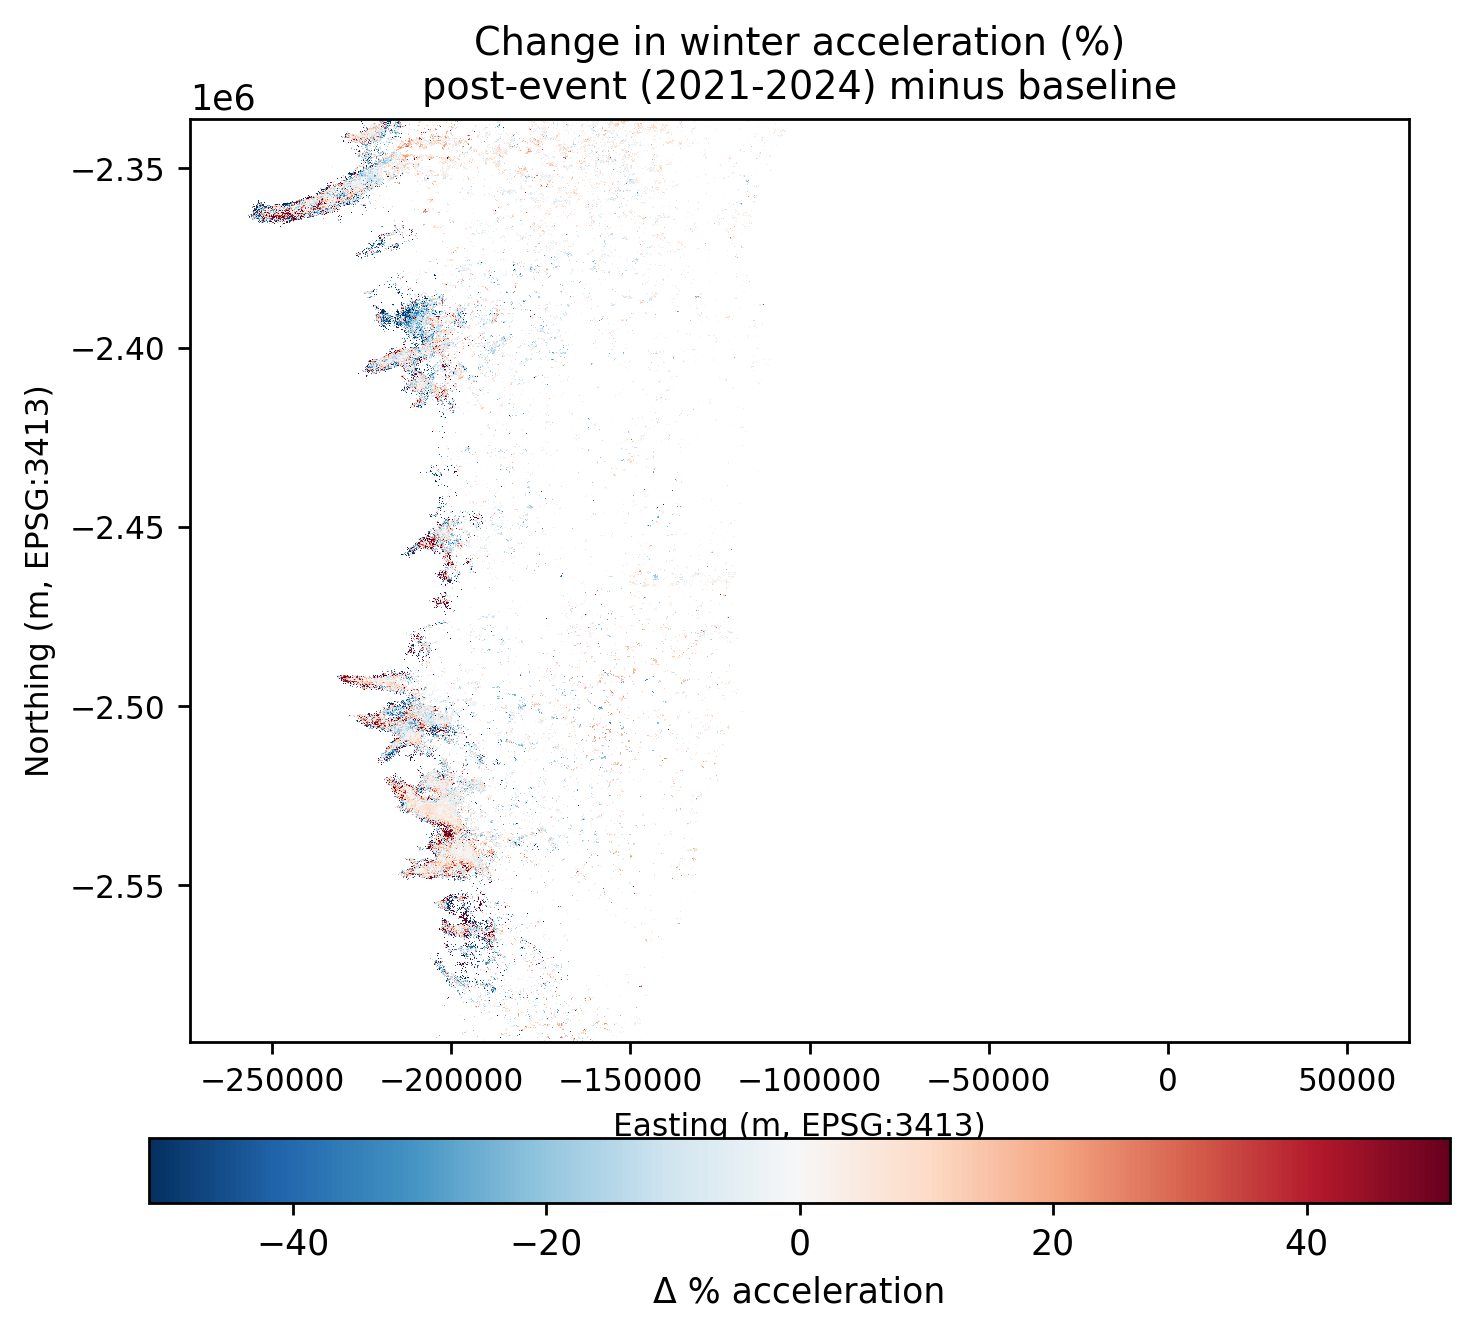 Change in winter acceleration (%)
post-event (2021-2024) minus baseline
1e6
−2.35
−2.40
−2.45
−2.50
−2.55
Northing (m, EPSG:3413)
−250000 −200000 −150000 −100000 −50000 0 50000
Easting (m, EPSG:3413)
−40 −20 0 20 40
Δ % acceleration